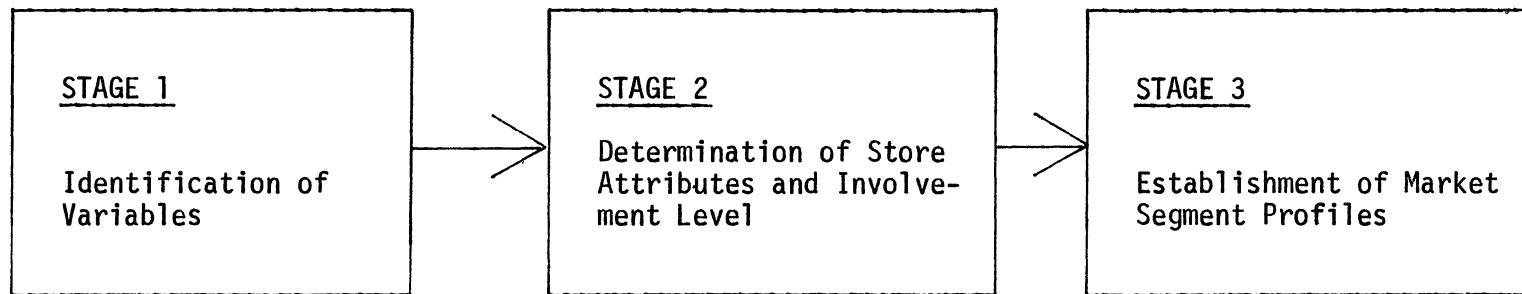 STAGE 1
Identification of
Variables
STAGE 2
Determination of Store
Attributes and Involve-
ment Level
STAGE 3
Establishment of Market
Segment Profiles